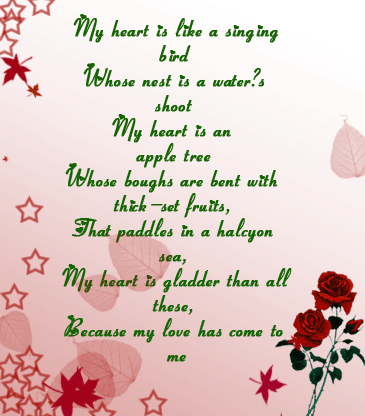 My heart is like a singing
bird
Whose nest is a water?s
shoot
My heart is an
apple tree
Whose boughs are bent with
thick-set fruits,
That paddles in a halcyon
sea,
My heart is gladder than all
these,
Because my love has come to
me